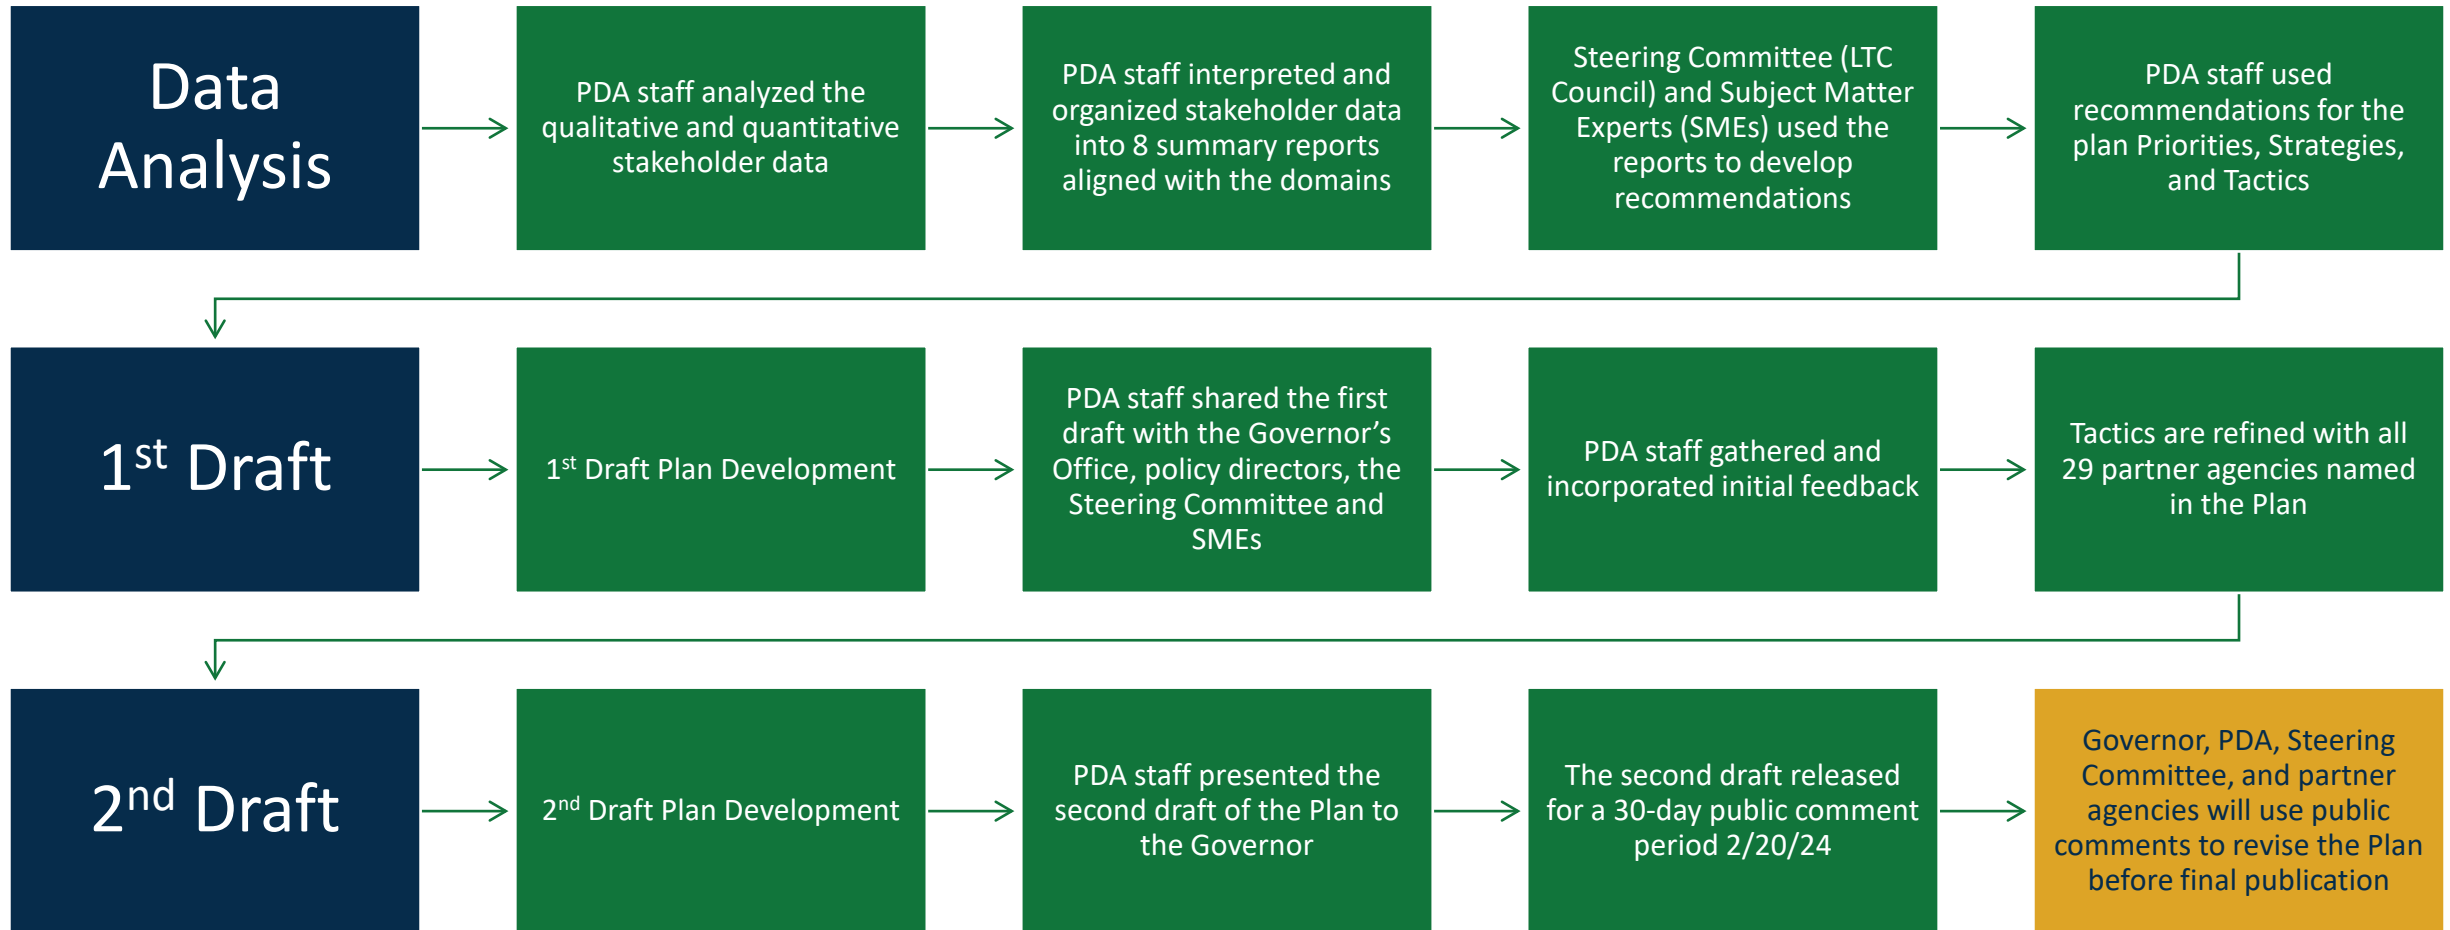 Data
Analysis
PDA staff analyzed the
qualitative and quantitative
stakeholder data
PDA staff interpreted and
organized stakeholder data
into 8 summary reports
aligned with the domains
Steering Committee (LTC
Council) and Subject Matter
Experts (SMEs) used the
reports to develop
recommendations
PDA staff used
recommendations for the
plan Priorities, Strategies,
and Tactics
1st Draft
1st Draft Plan Development
PDA staff shared the first
draft with the Governor’s
Office, policy directors, the
Steering Committee and
SMEs
PDA staff gathered and
incorporated initial feedback
Tactics are refined with all
29 partner agencies named
in the Plan
2nd Draft
2nd Draft Plan Development
PDA staff presented the
second draft of the Plan to
the Governor
The second draft released
for a 30-day public comment
period 2/20/24
Governor, PDA, Steering
Committee, and partner
agencies will use public
comments to revise the Plan
before final publication